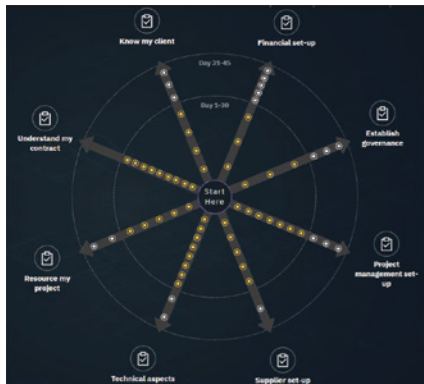 Know my client
Financial set-up
Day 31-45
Day 5-30
Understand my
contract
Establish
governance
Start
Here
Resource my
project
Project
management set-
up
Technical aspects
Supplier set-up